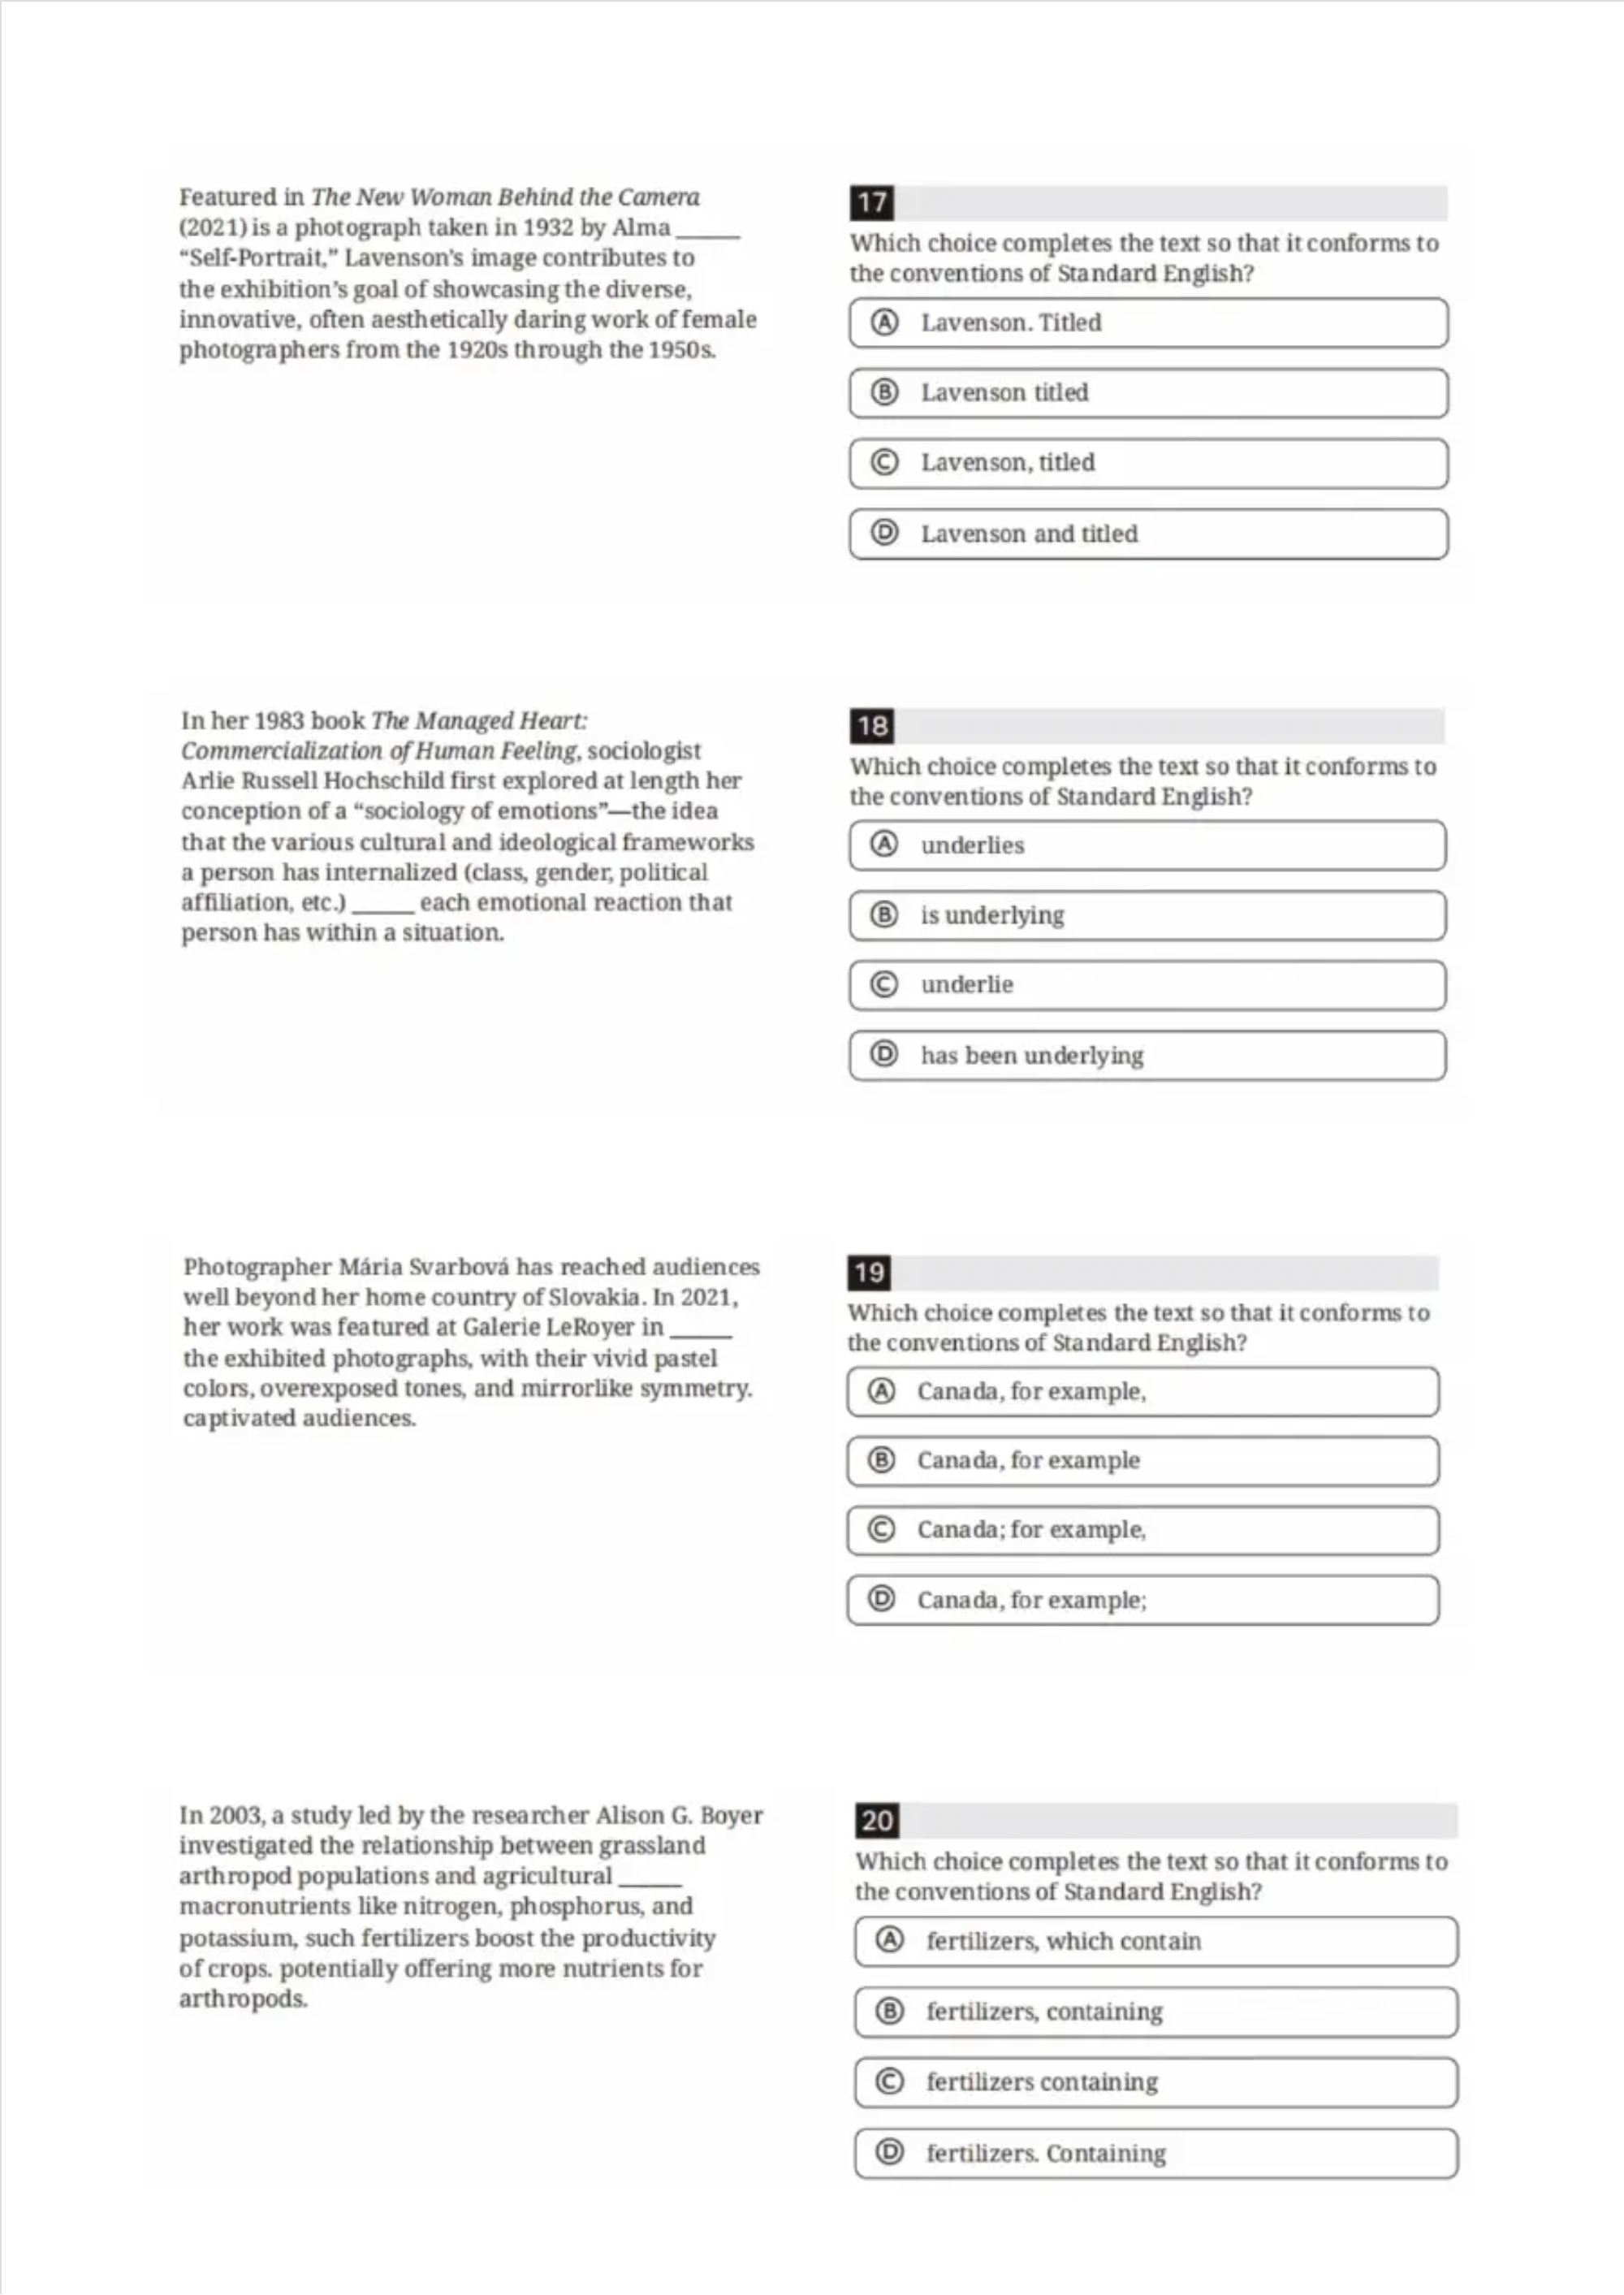 Featured in The New Woman Behind the Camera
(2021) is a photograph taken in 1932 by Alma _____
“Self-Portrait,” Lavenson’s image contributes to
the exhibition’s goal of showcasing the diverse,
innovative, often aesthetically daring work of female
photographers from the 1920s through the 1950s.
17
Which choice completes the text so that it conforms to
the conventions of Standard English?
A Lavenson. Titled
B Lavenson titled
C Lavenson, titled
D Lavenson and titled
In her 1983 book The Managed Heart:
Commercialization of Human Feeling, sociologist
Arlie Russell Hochschild first explored at length her
conception of a “sociology of emotions”—the idea
that the various cultural and ideological frameworks
a person has internalized (class, gender, political
affiliation, etc.) _____ each emotional reaction that
person has within a situation.
18
Which choice completes the text so that it conforms to
the conventions of Standard English?
A underlies
B is underlying
C underlie
D has been underlying
Photographer Mária Svarbová has reached audiences
well beyond her home country of Slovakia. In 2021,
her work was featured at Galerie LeRoyer in _____
the exhibited photographs, with their vivid pastel
colors, overexposed tones, and mirrorlike symmetry.
captivated audiences.
19
Which choice completes the text so that it conforms to
the conventions of Standard English?
A Canada, for example,
B Canada, for example
C Canada; for example,
D Canada, for example;
In 2003, a study led by the researcher Alison G. Boyer
investigated the relationship between grassland
arthropod populations and agricultural _____
macronutrients like nitrogen, phosphorus, and
potassium, such fertilizers boost the productivity
of crops. potentially offering more nutrients for
arthropods.
20
Which choice completes the text so that it conforms to
the conventions of Standard English?
A fertilizers, which contain
B fertilizers, containing
C fertilizers containing
D fertilizers. Containing